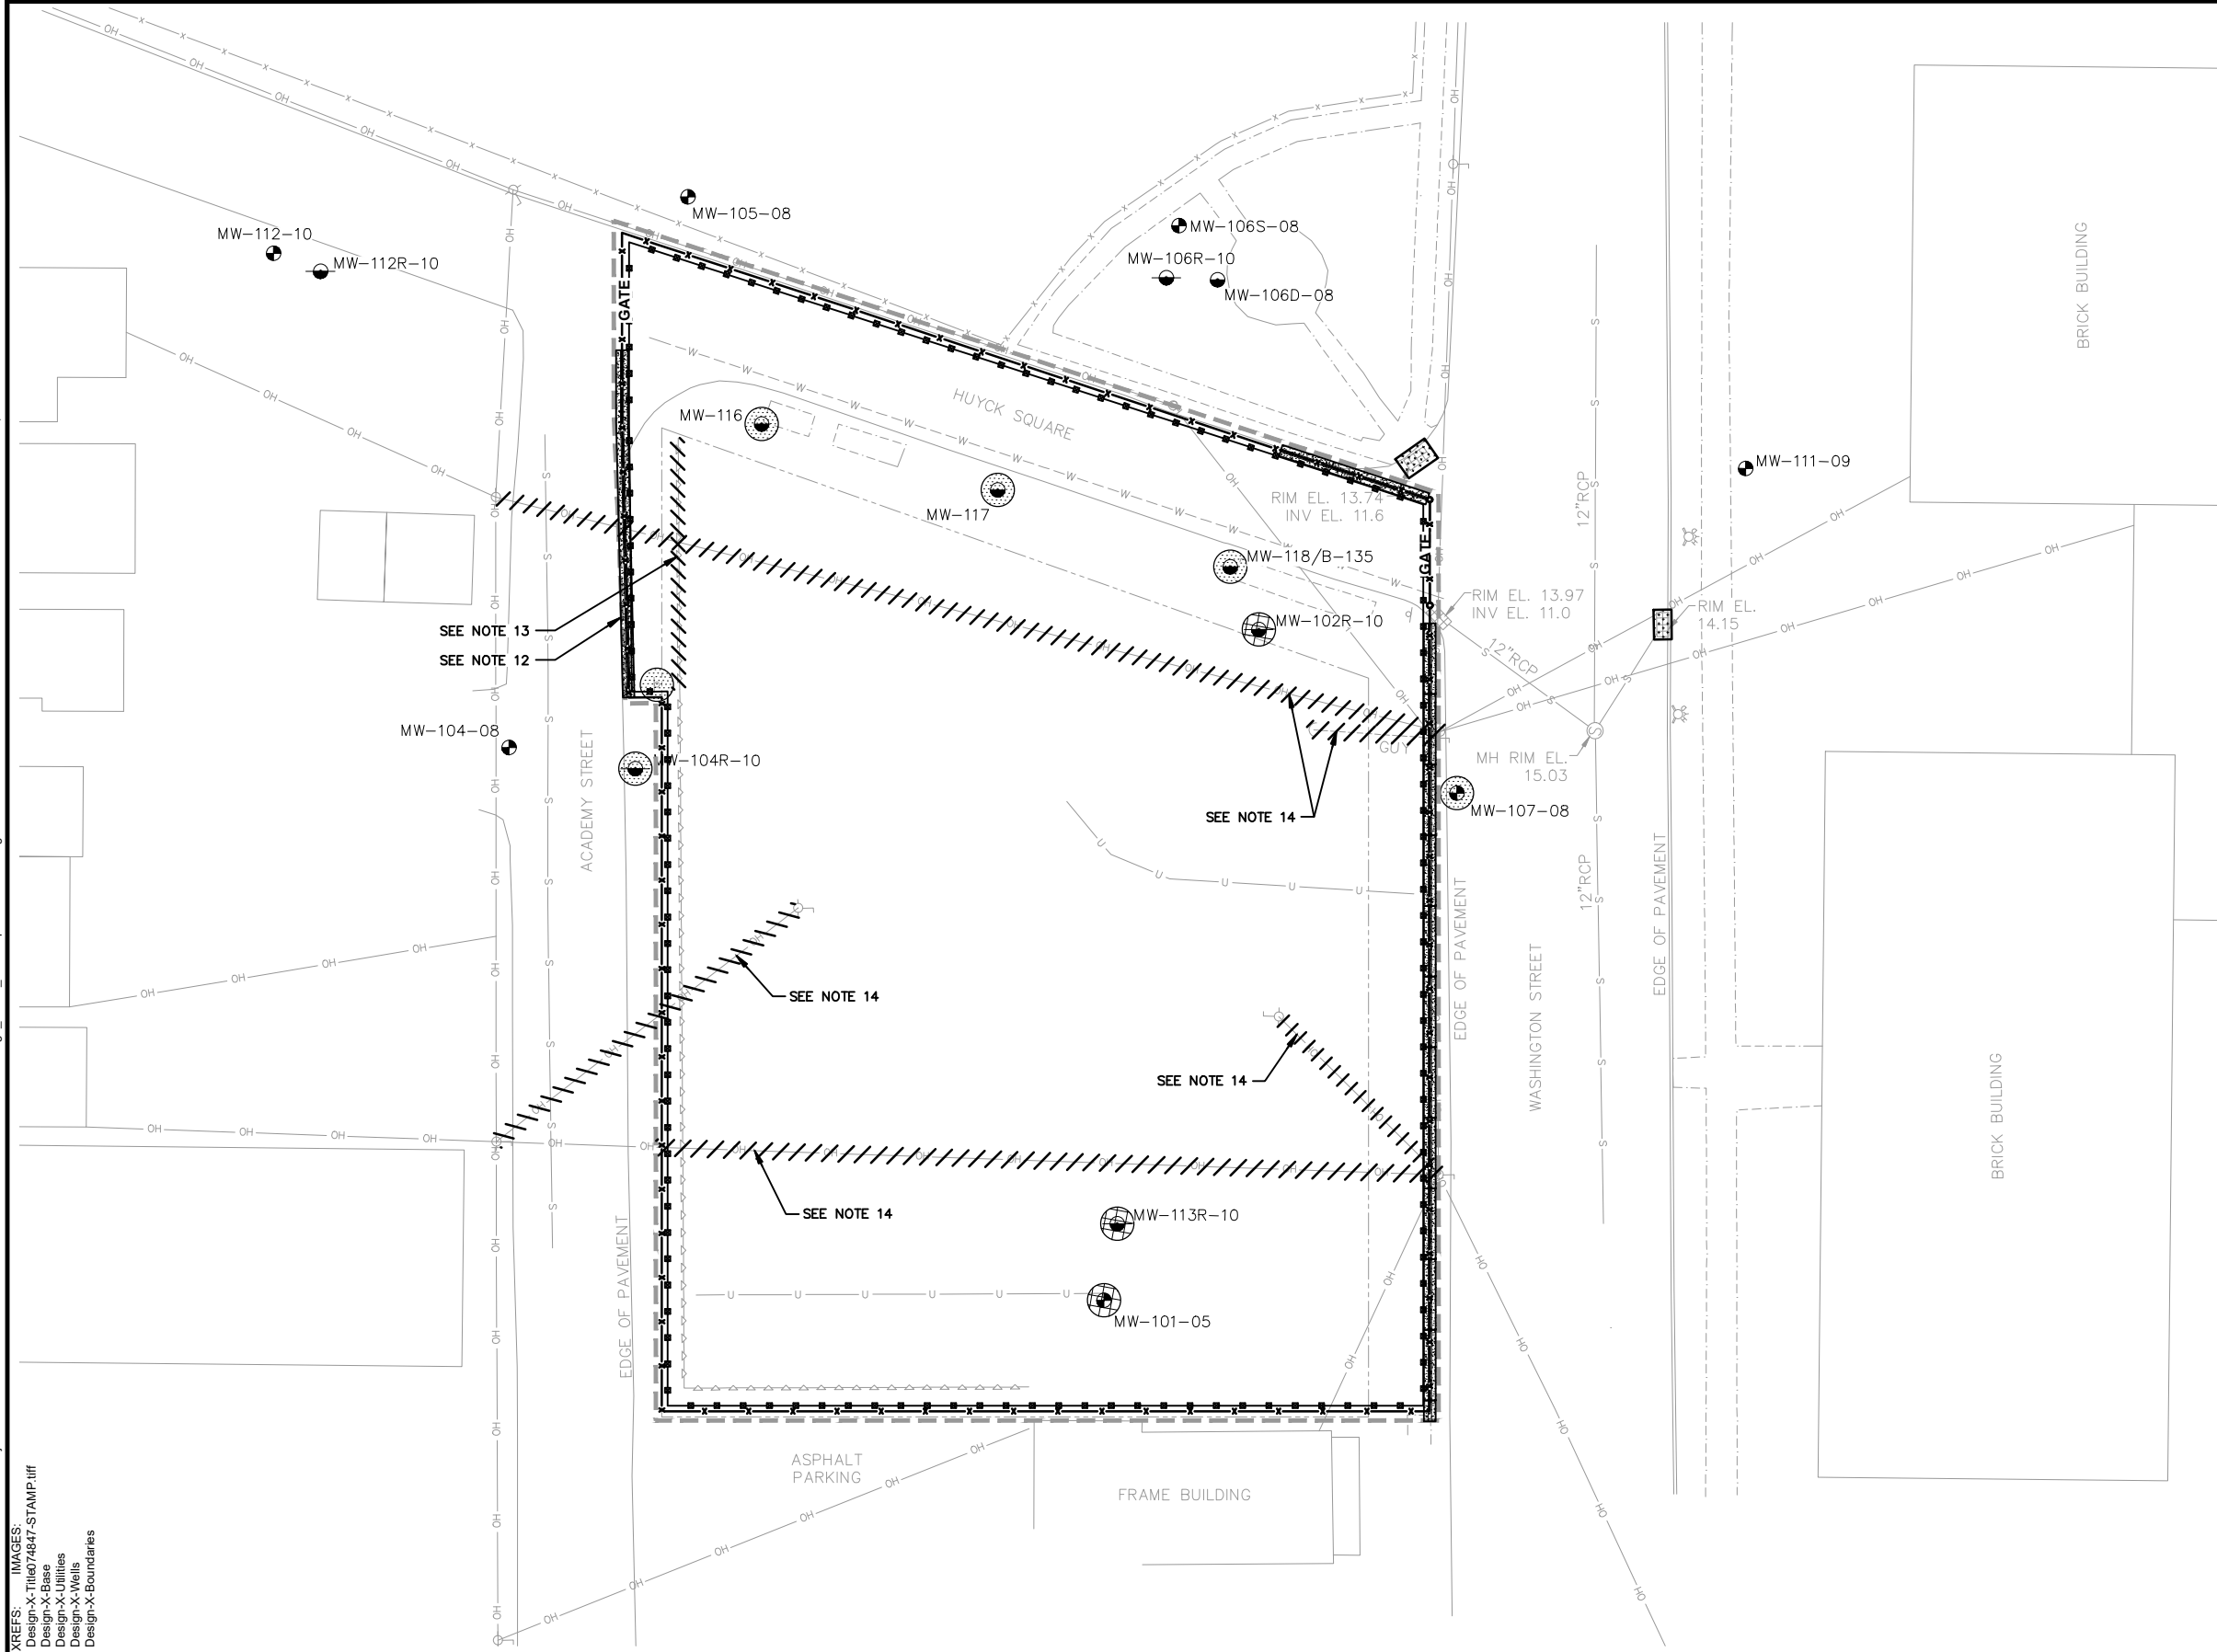 MW-105-08
MW-112-10
MW-112R-10
MW-106S-08
MW-106R-10
MW-106D-08
GATE
HUYCK SQUARE
MW-116
MW-117
MW-118/B-135
MW-102R-10
RIM EL. 13.74
INV EL. 11.6
GATE
MW-111-09
12"RCP
BRICK BUILDING
RIM EL. 13.97
INV EL. 11.0
12"RCP
RIM EL.
14.15
SEE NOTE 13
SEE NOTE 12
MW-104-08
MW-104R-10
ACADEMY STREET
GUY
MH RIM EL.
15.03
MW-107-08
SEE NOTE 14
12"RCP
EDGE OF PAVEMENT
EDGE OF PAVEMENT
WASHINGTON STREET
SEE NOTE 14
SEE NOTE 14
SEE NOTE 14
BRICK BUILDING
MW-113R-10
MW-101-05
EDGE OF PAVEMENT
ASPHALT
PARKING
FRAME BUILDING
XREFS:
IMAGES:
Design-X-Title074847-STAMP.tiff
Design-X-Base
Design-X-Utilities
Design-X-Wells
Design-X-Boundaries